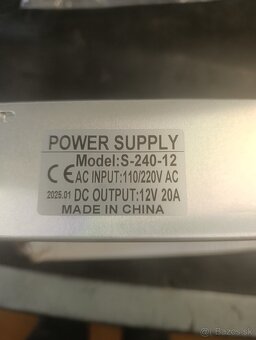 POWER SUPPLY
Model:S-240-12
CE AC INPUT:110/220V AC
2025.01 DC OUTPUT:12V 20A
MADE IN CHINA
Bazos.sk